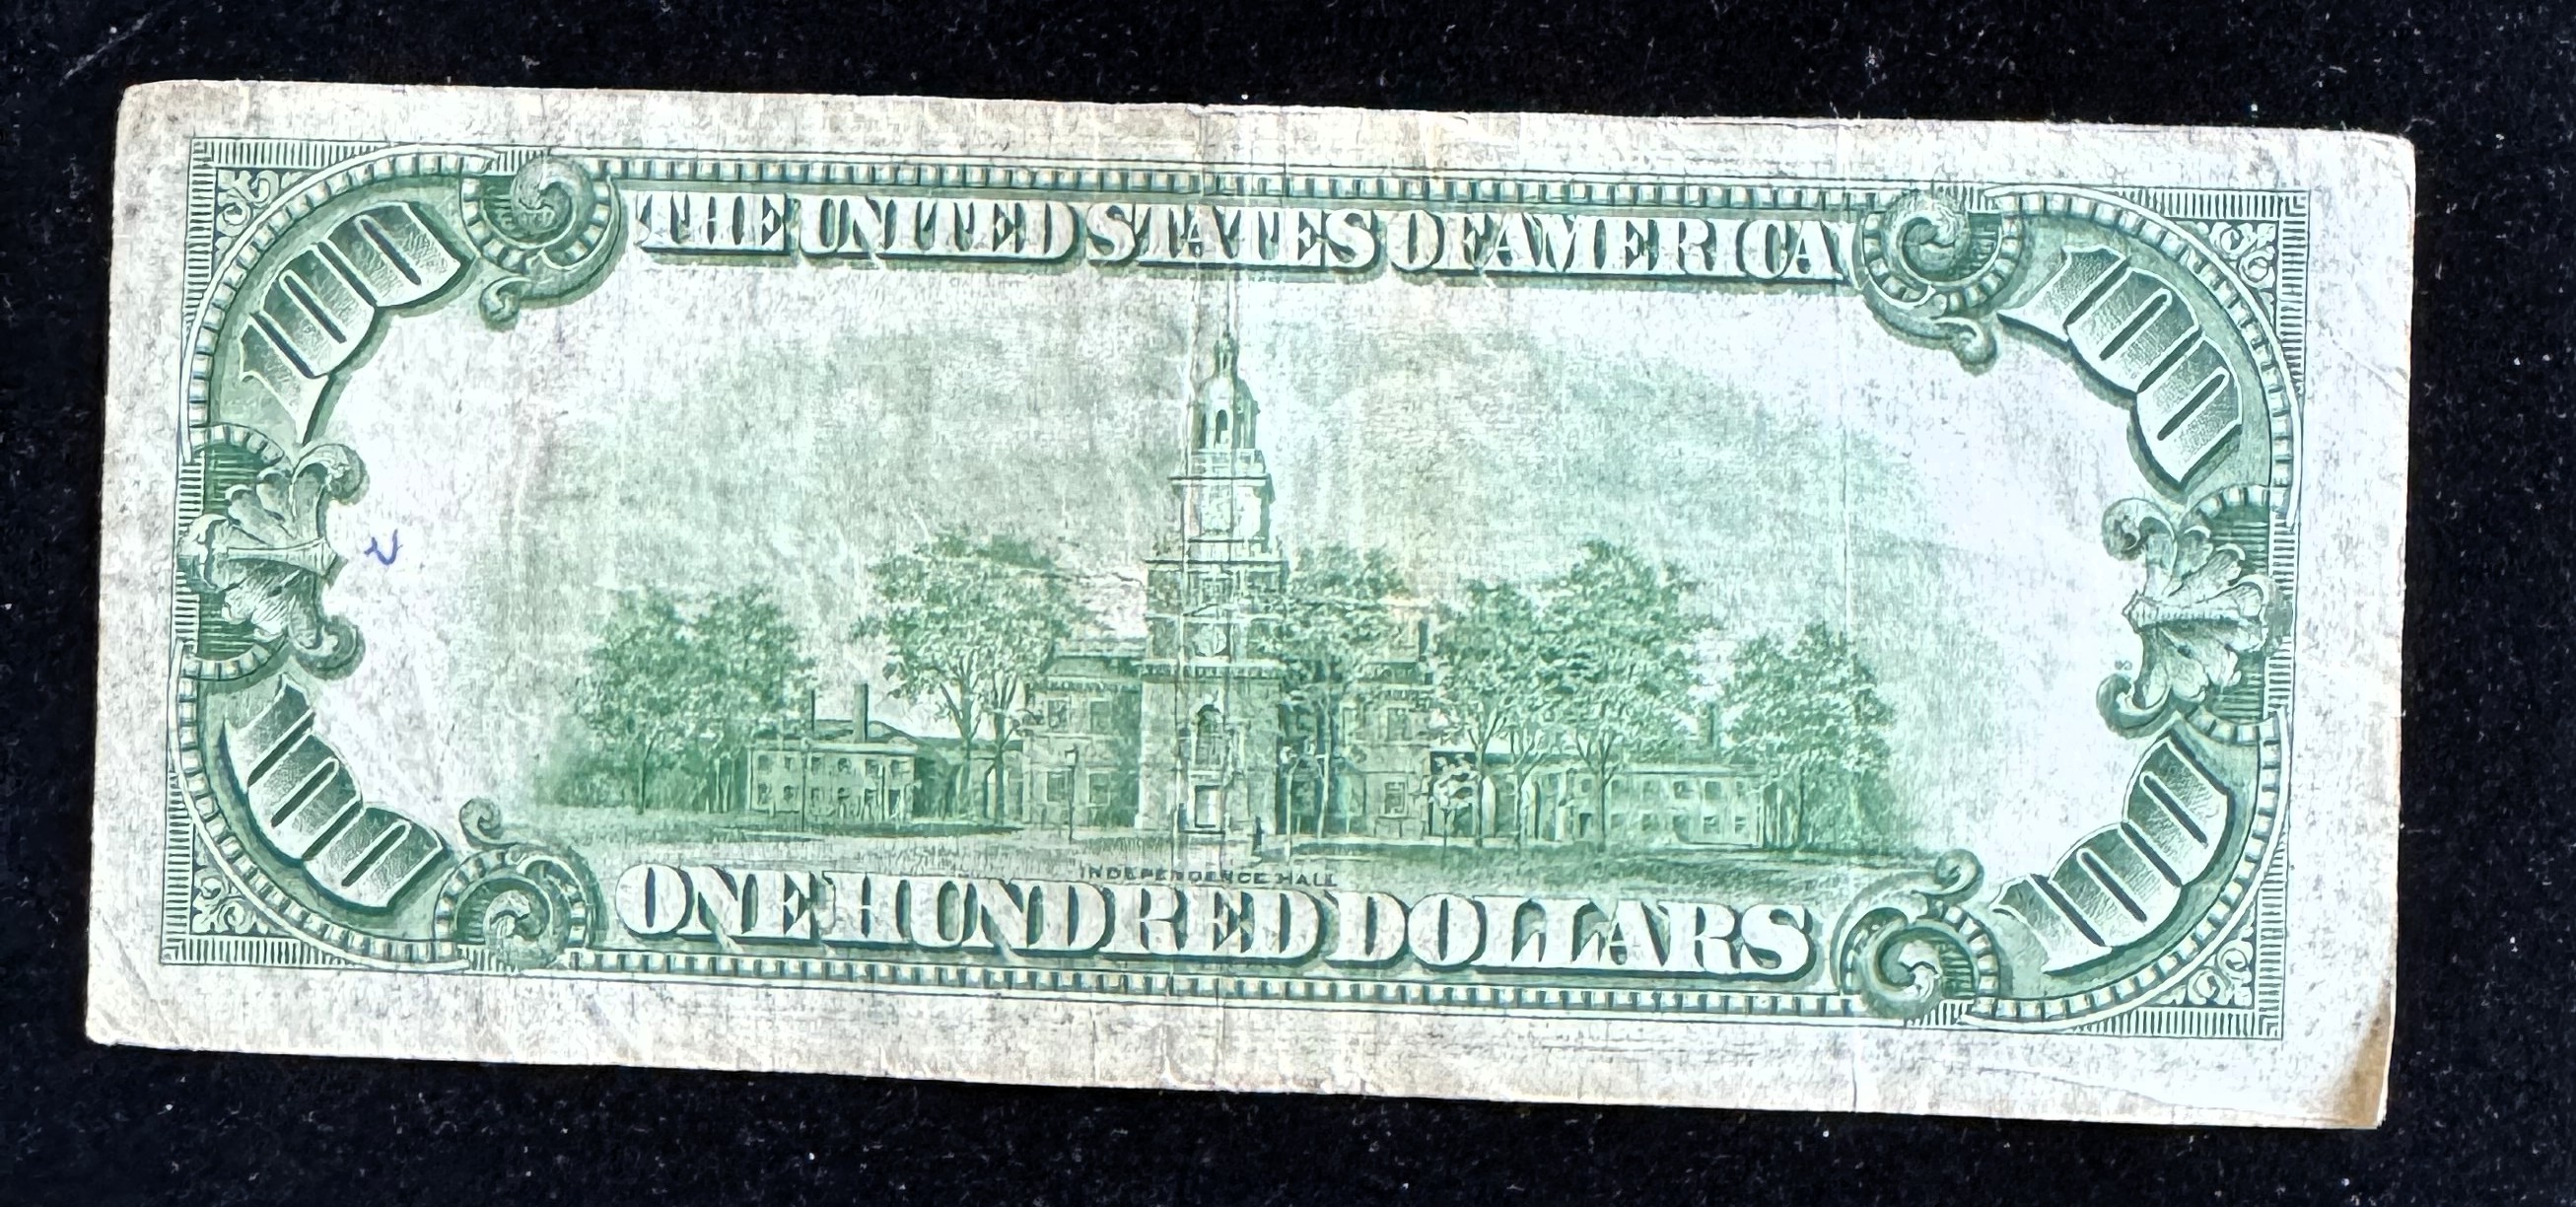 100 THE UNITED STATES OF AMERICA 100
INDEPENDENCE HALL
100 ONE HUNDRED DOLLARS 100